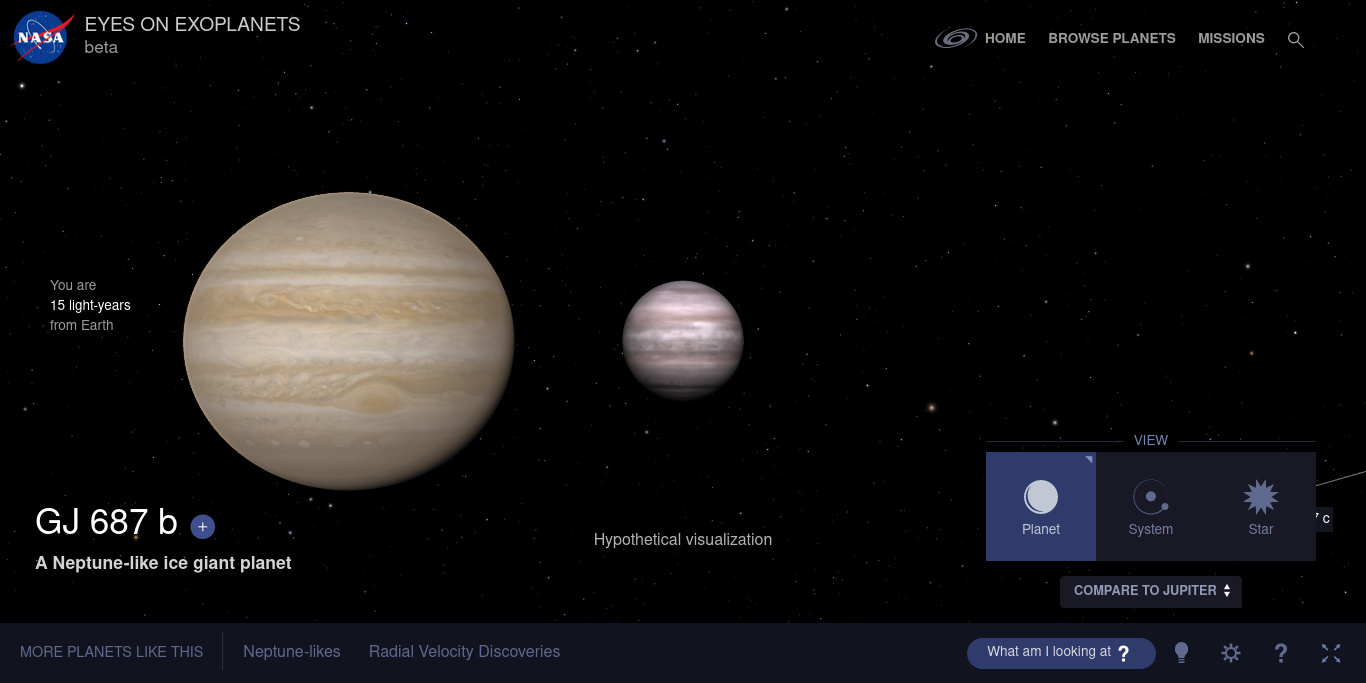 NASA
EYES ON EXOPLANETS
beta
HOME
BROWSE PLANETS
MISSIONS
You are
15 light-years
from Earth
VIEW
Planet
System
Star
7 c
GJ 687 b +
A Neptune-like ice giant planet
Hypothetical visualization
COMPARE TO JUPITER
MORE PLANETS LIKE THIS
Neptune-likes
Radial Velocity Discoveries
What am I looking at ?
?